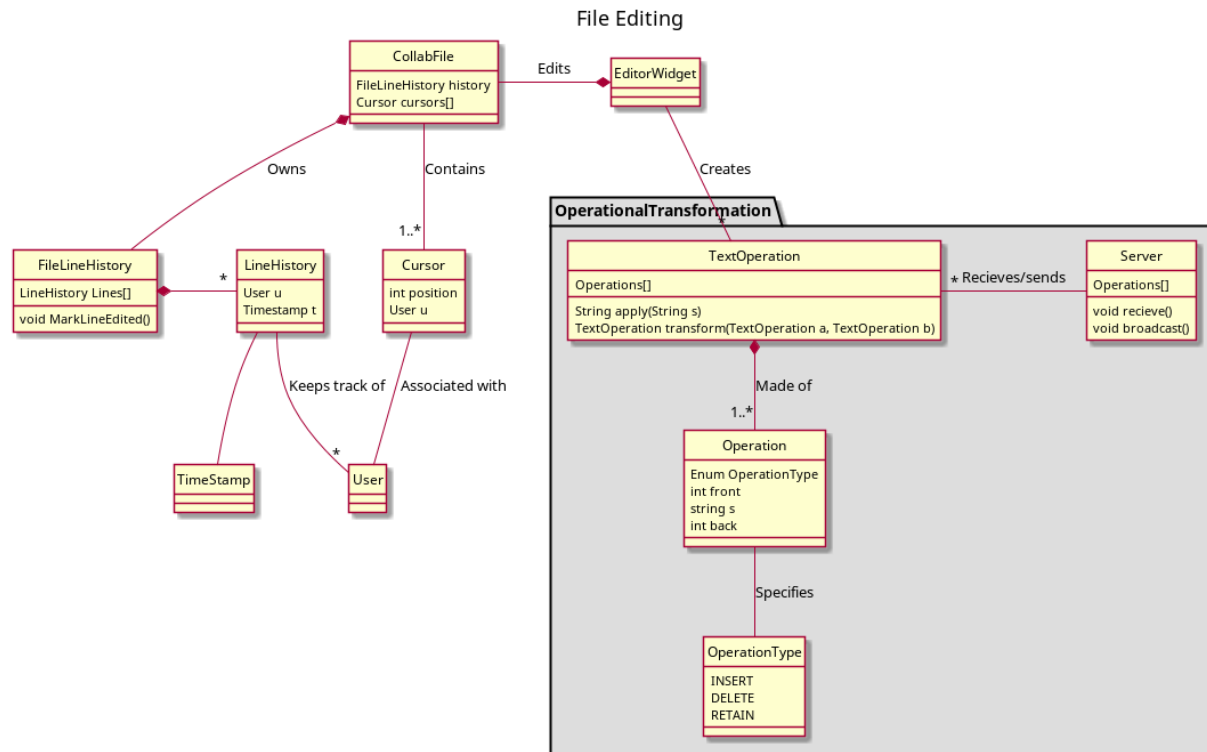 File Editing
CollabFile
FileLineHistory history
Cursor cursors[]
Edits
EditorWidget
Owns
Contains
1..*
Creates
*
OperationalTransformation
FileLineHistory
LineHistory Lines[]
void MarkLineEdited()
*
LineHistory
User u
Timestamp t
Cursor
int position
User u
TextOperation
Operations[]
String apply(String s)
TextOperation transform(TextOperation a, TextOperation b)
* Recieves/sends
Server
Operations[]
void recieve()
void broadcast()
Keeps track of
*
Associated with
Made of
1..*
TimeStamp
User
Operation
Enum OperationType
int front
string s
int back
Specifies
OperationType
INSERT
DELETE
RETAIN